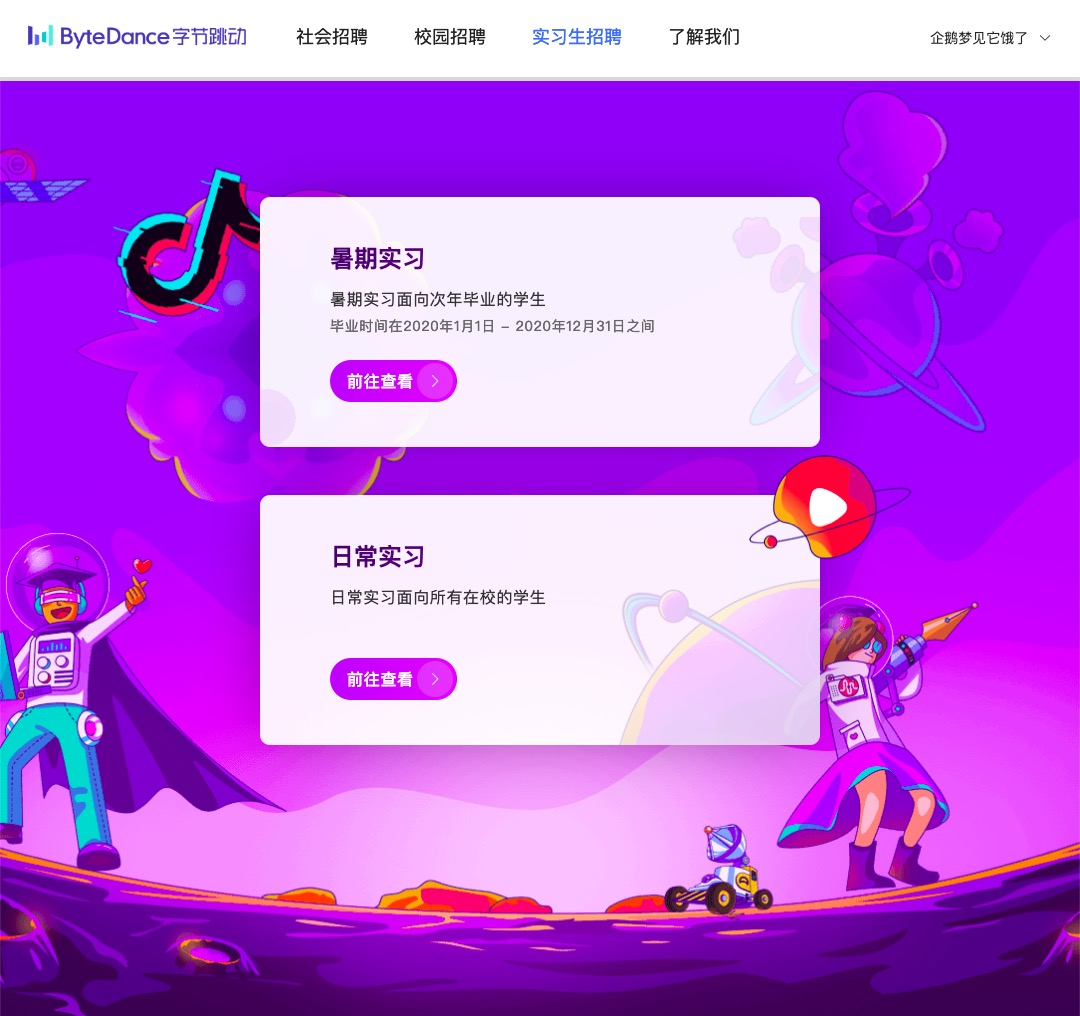 ByteDance字节跳动
社会招聘
校园招聘
实习生招聘
了解我们
企鹅梦见它饿了
暑期实习
暑期实习面向次年毕业的学生
毕业时间在2020年1月1日 - 2020年12月31日之间
前往查看
日常实习
日常实习面向所有在校的学生
前往查看